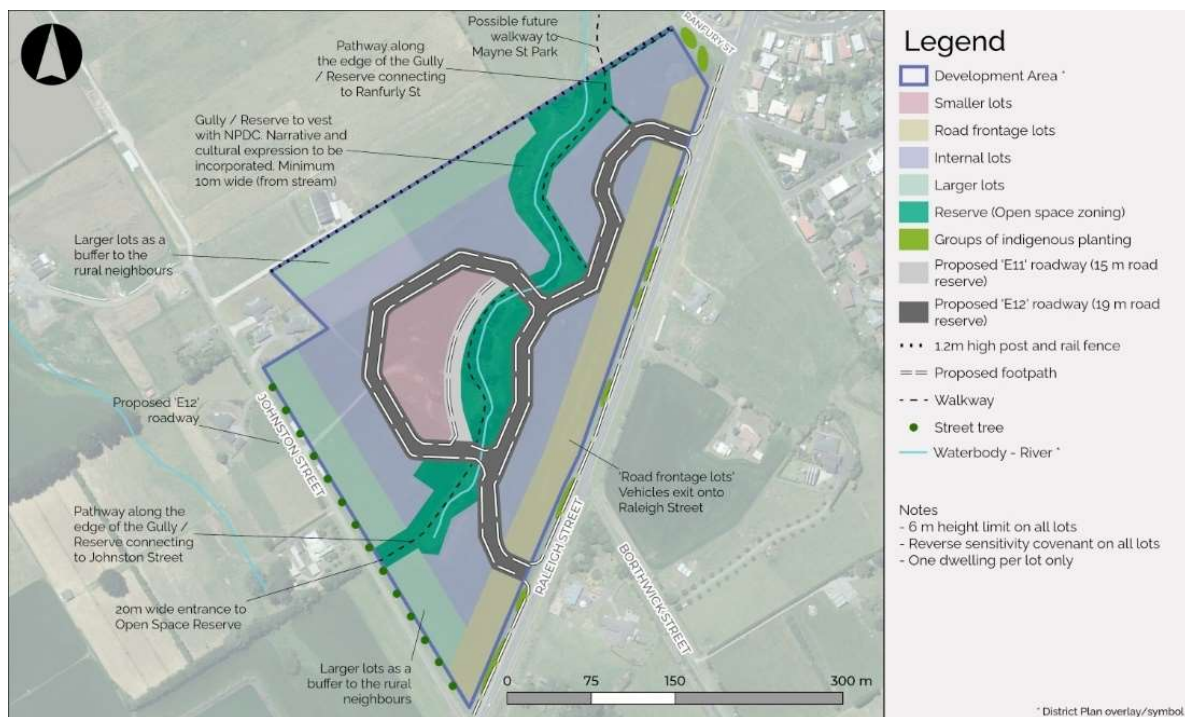 Possible future
walkway to
Mayne St Park
RANFURY ST
Pathway along
the edge of the Gully
/ Reserve connecting
to Ranfurly St
Gully / Reserve to vest
with NPDC. Narrative and
cultural expression to be
incorporated. Minimum
10m wide (from stream)
Larger lots as a
buffer to the
rural neighbours
Proposed 'E12'
roadway
JOHNSTON STREET
Pathway along the
edge of the Gully /
Reserve connecting
to Johnston Street
20m wide entrance to
Open Space Reserve
Larger lots as a
buffer to the rural
neighbours
'Road frontage lots'
Vehicles exit onto
Raleigh Street
RALEIGH STREET
BORTHWICK STREET
0 75 150 300 m
Legend
Development Area *
Smaller lots
Road frontage lots
Internal lots
Larger lots
Reserve (Open space zoning)
Groups of indigenous planting
Proposed 'E11' roadway (15 m road
reserve)
Proposed 'E12' roadway (19 m road
reserve)
1.2m high post and rail fence
Proposed footpath
Walkway
Street tree
Waterbody - River *
Notes
- 6 m height limit on all lots
- Reverse sensitivity covenant on all lots
- One dwelling per lot only
* District Plan overlay/symbol